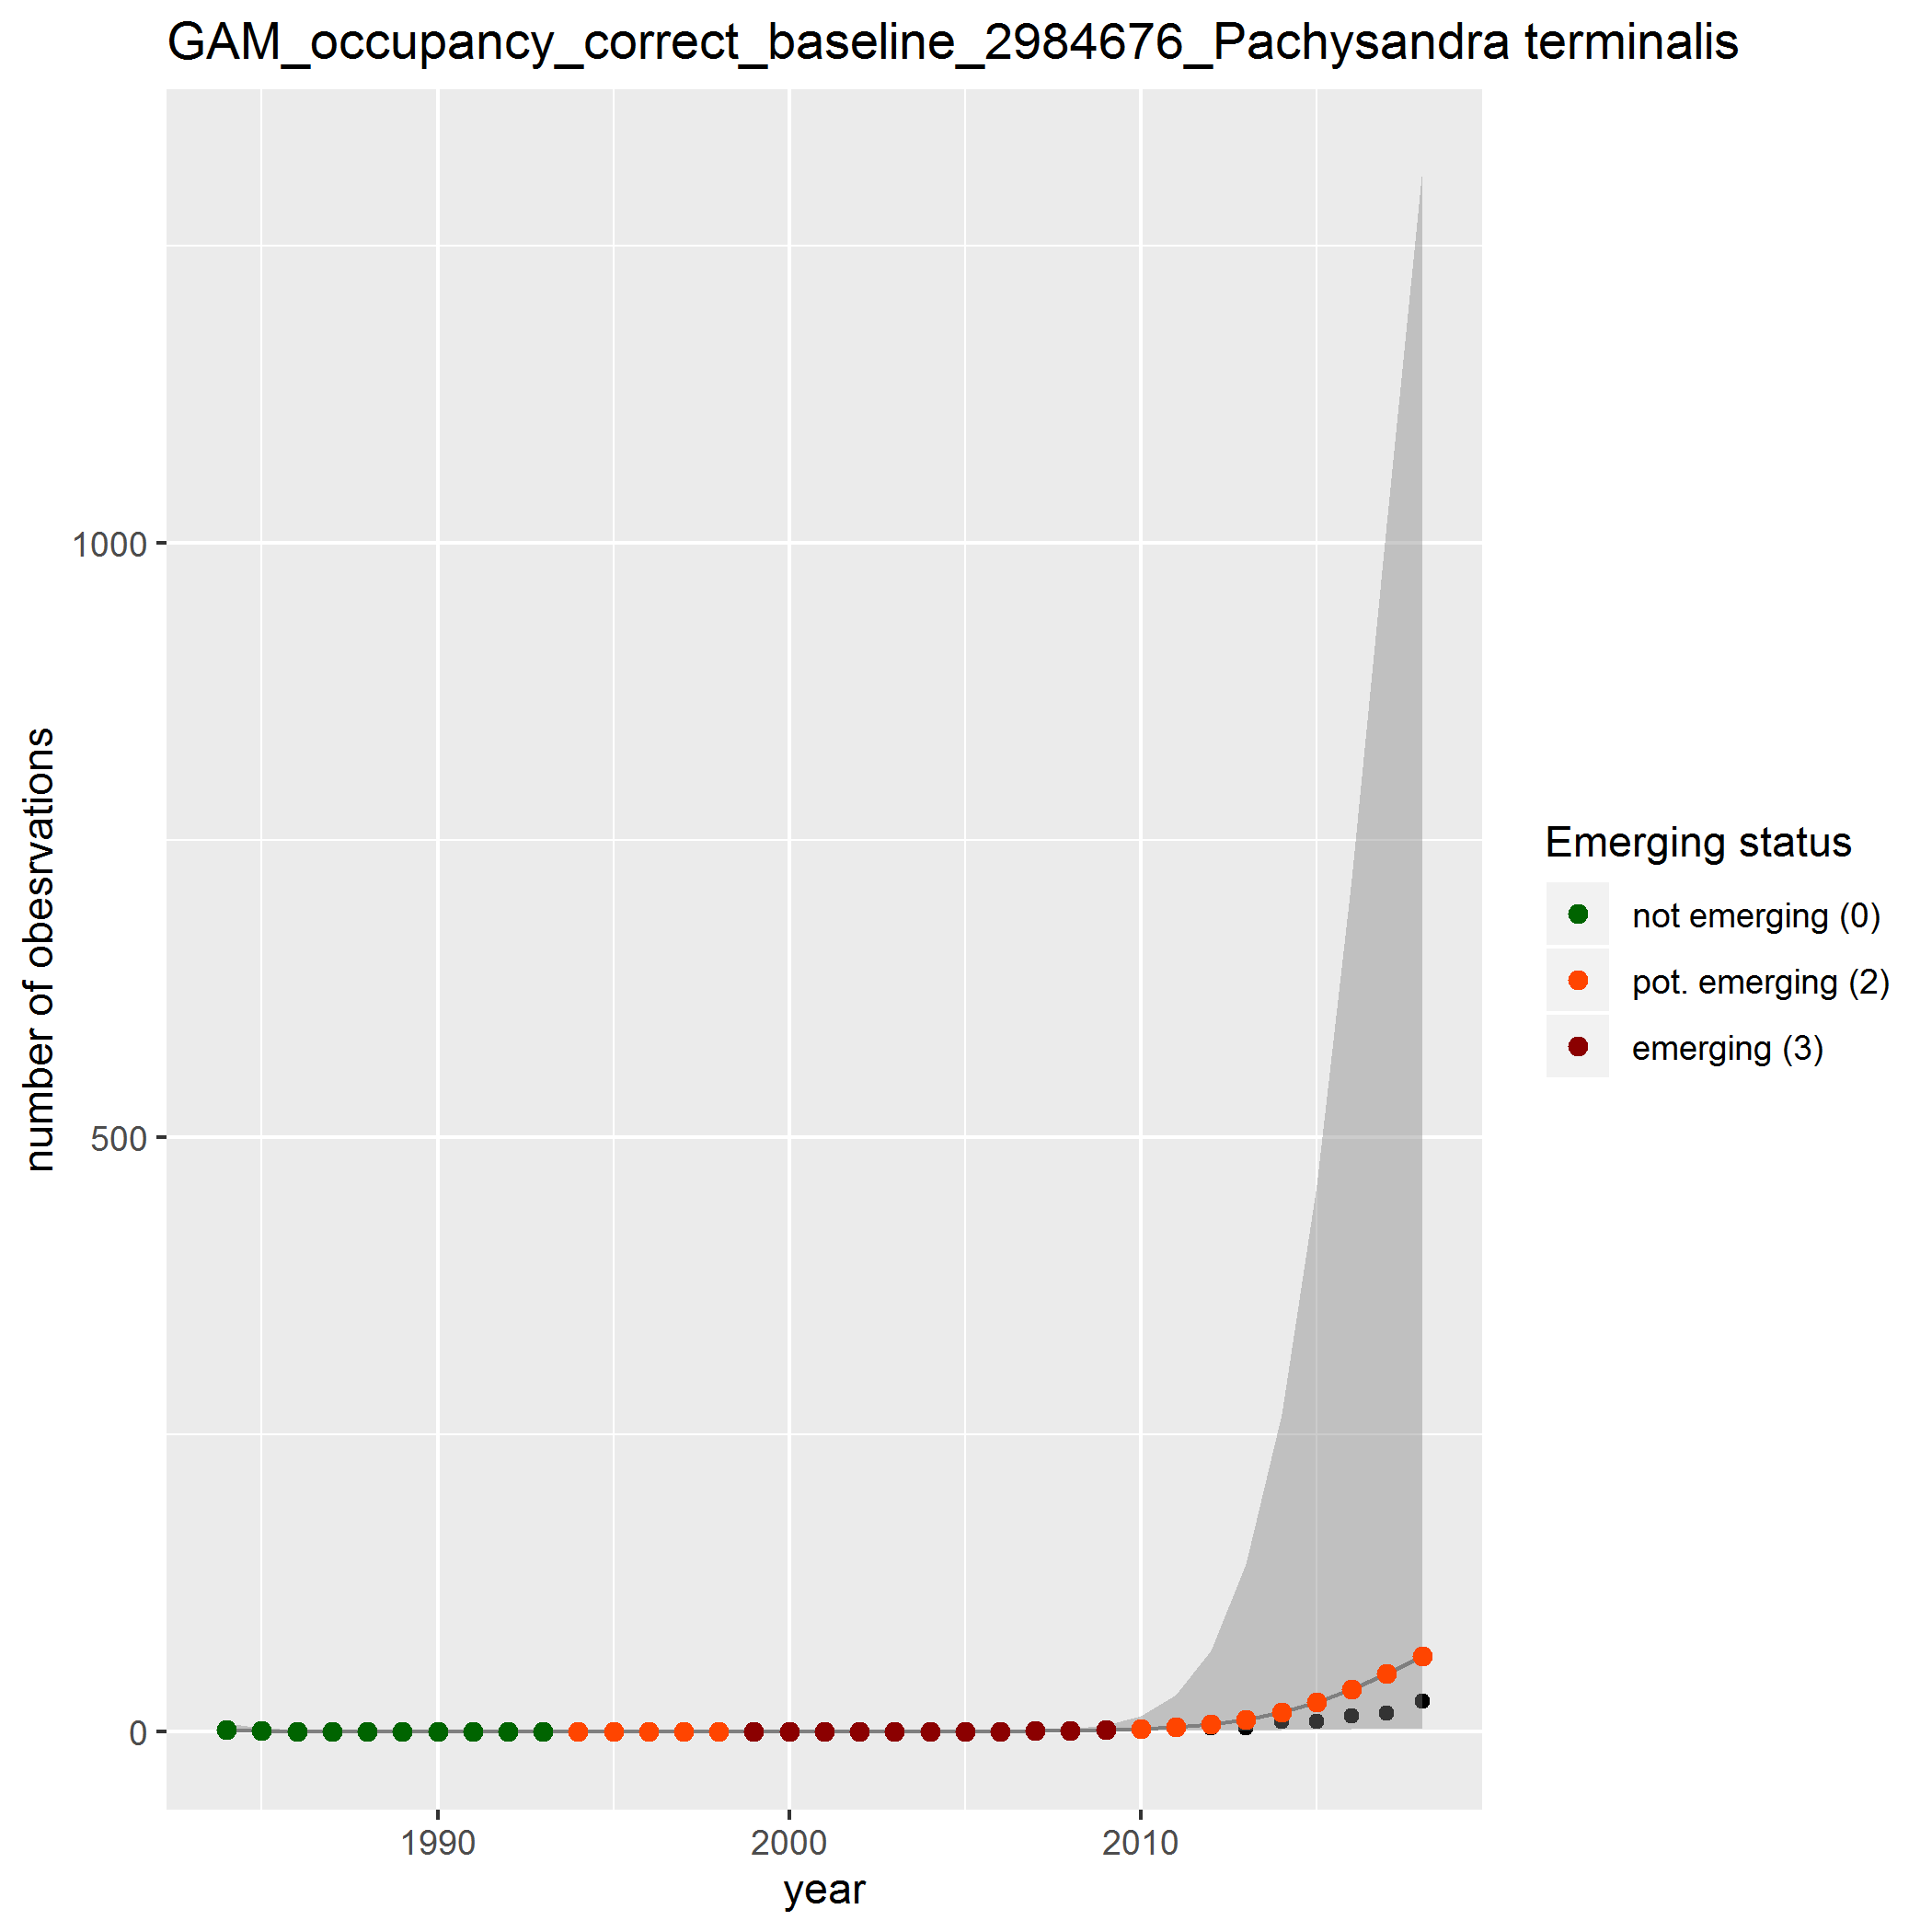 GAM_occupancy_correct_baseline_2984676_Pachysandra terminalis
number of obesrvations
1000
500
0
1990
2000
2010
year
Emerging status
not emerging (0)
pot. emerging (2)
emerging (3)